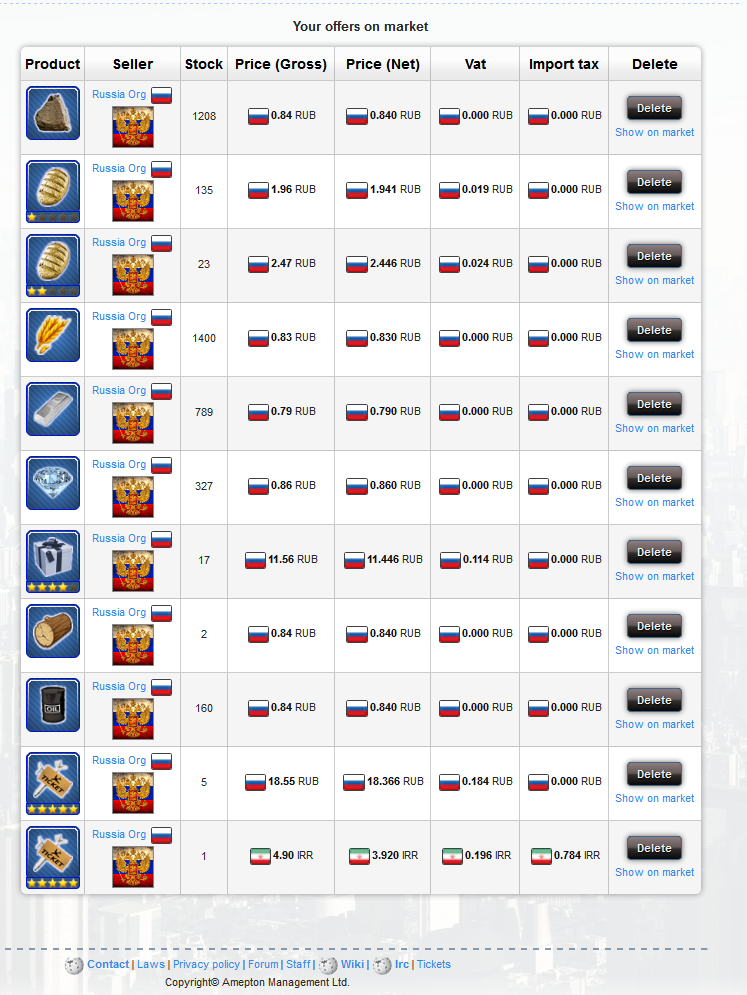 Your offers on market
Product Seller Stock Price (Gross) Price (Net) Vat Import tax Delete
Russia Org 1208 0.84 RUB 0.840 RUB 0.000 RUB 0.000 RUB Delete
Show on market
Russia Org 135 1.96 RUB 1.941 RUB 0.019 RUB 0.000 RUB Delete
Show on market
Russia Org 23 2.47 RUB 2.446 RUB 0.024 RUB 0.000 RUB Delete
Show on market
Russia Org 1400 0.83 RUB 0.830 RUB 0.000 RUB 0.000 RUB Delete
Show on market
Russia Org 789 0.79 RUB 0.790 RUB 0.000 RUB 0.000 RUB Delete
Show on market
Russia Org 327 0.86 RUB 0.860 RUB 0.000 RUB 0.000 RUB Delete
Show on market
Russia Org 17 11.56 RUB 11.446 RUB 0.114 RUB 0.000 RUB Delete
Show on market
Russia Org 2 0.84 RUB 0.840 RUB 0.000 RUB 0.000 RUB Delete
Show on market
OIL Russia Org 160 0.84 RUB 0.840 RUB 0.000 RUB 0.000 RUB Delete
Show on market
TICKET Russia Org 5 18.55 RUB 18.366 RUB 0.184 RUB 0.000 RUB Delete
Show on market
TICKET Russia Org 1 4.90 IRR 3.920 IRR 0.196 IRR 0.784 IRR Delete
Show on market
Contact | Laws | Privacy policy | Forum | Staff | Wiki | Irc | Tickets
Copyright© Amepton Management Ltd.